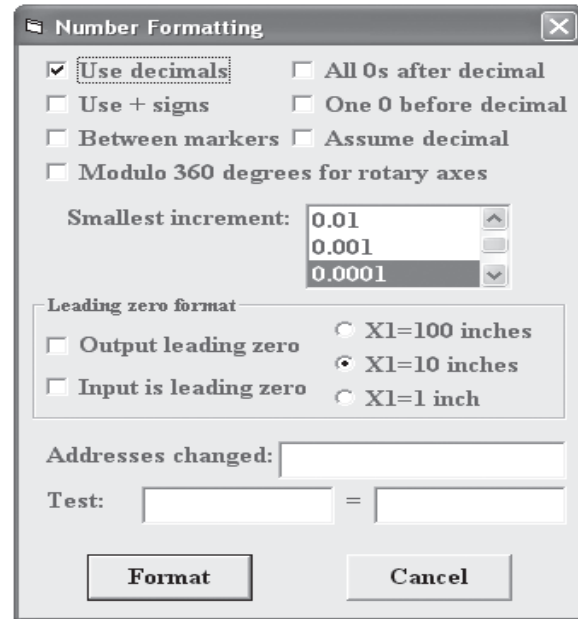 Number Formatting
Use decimals
All 0s after decimal
Use + signs
One 0 before decimal
Between markers
Assume decimal
Modulo 360 degrees for rotary axes
Smallest increment:
0.01
0.001
0.0001
Leading zero format
Output leading zero
Input is leading zero
X1=100 inches
X1=10 inches
X1=1 inch
Addresses changed:
Test: =
Format
Cancel